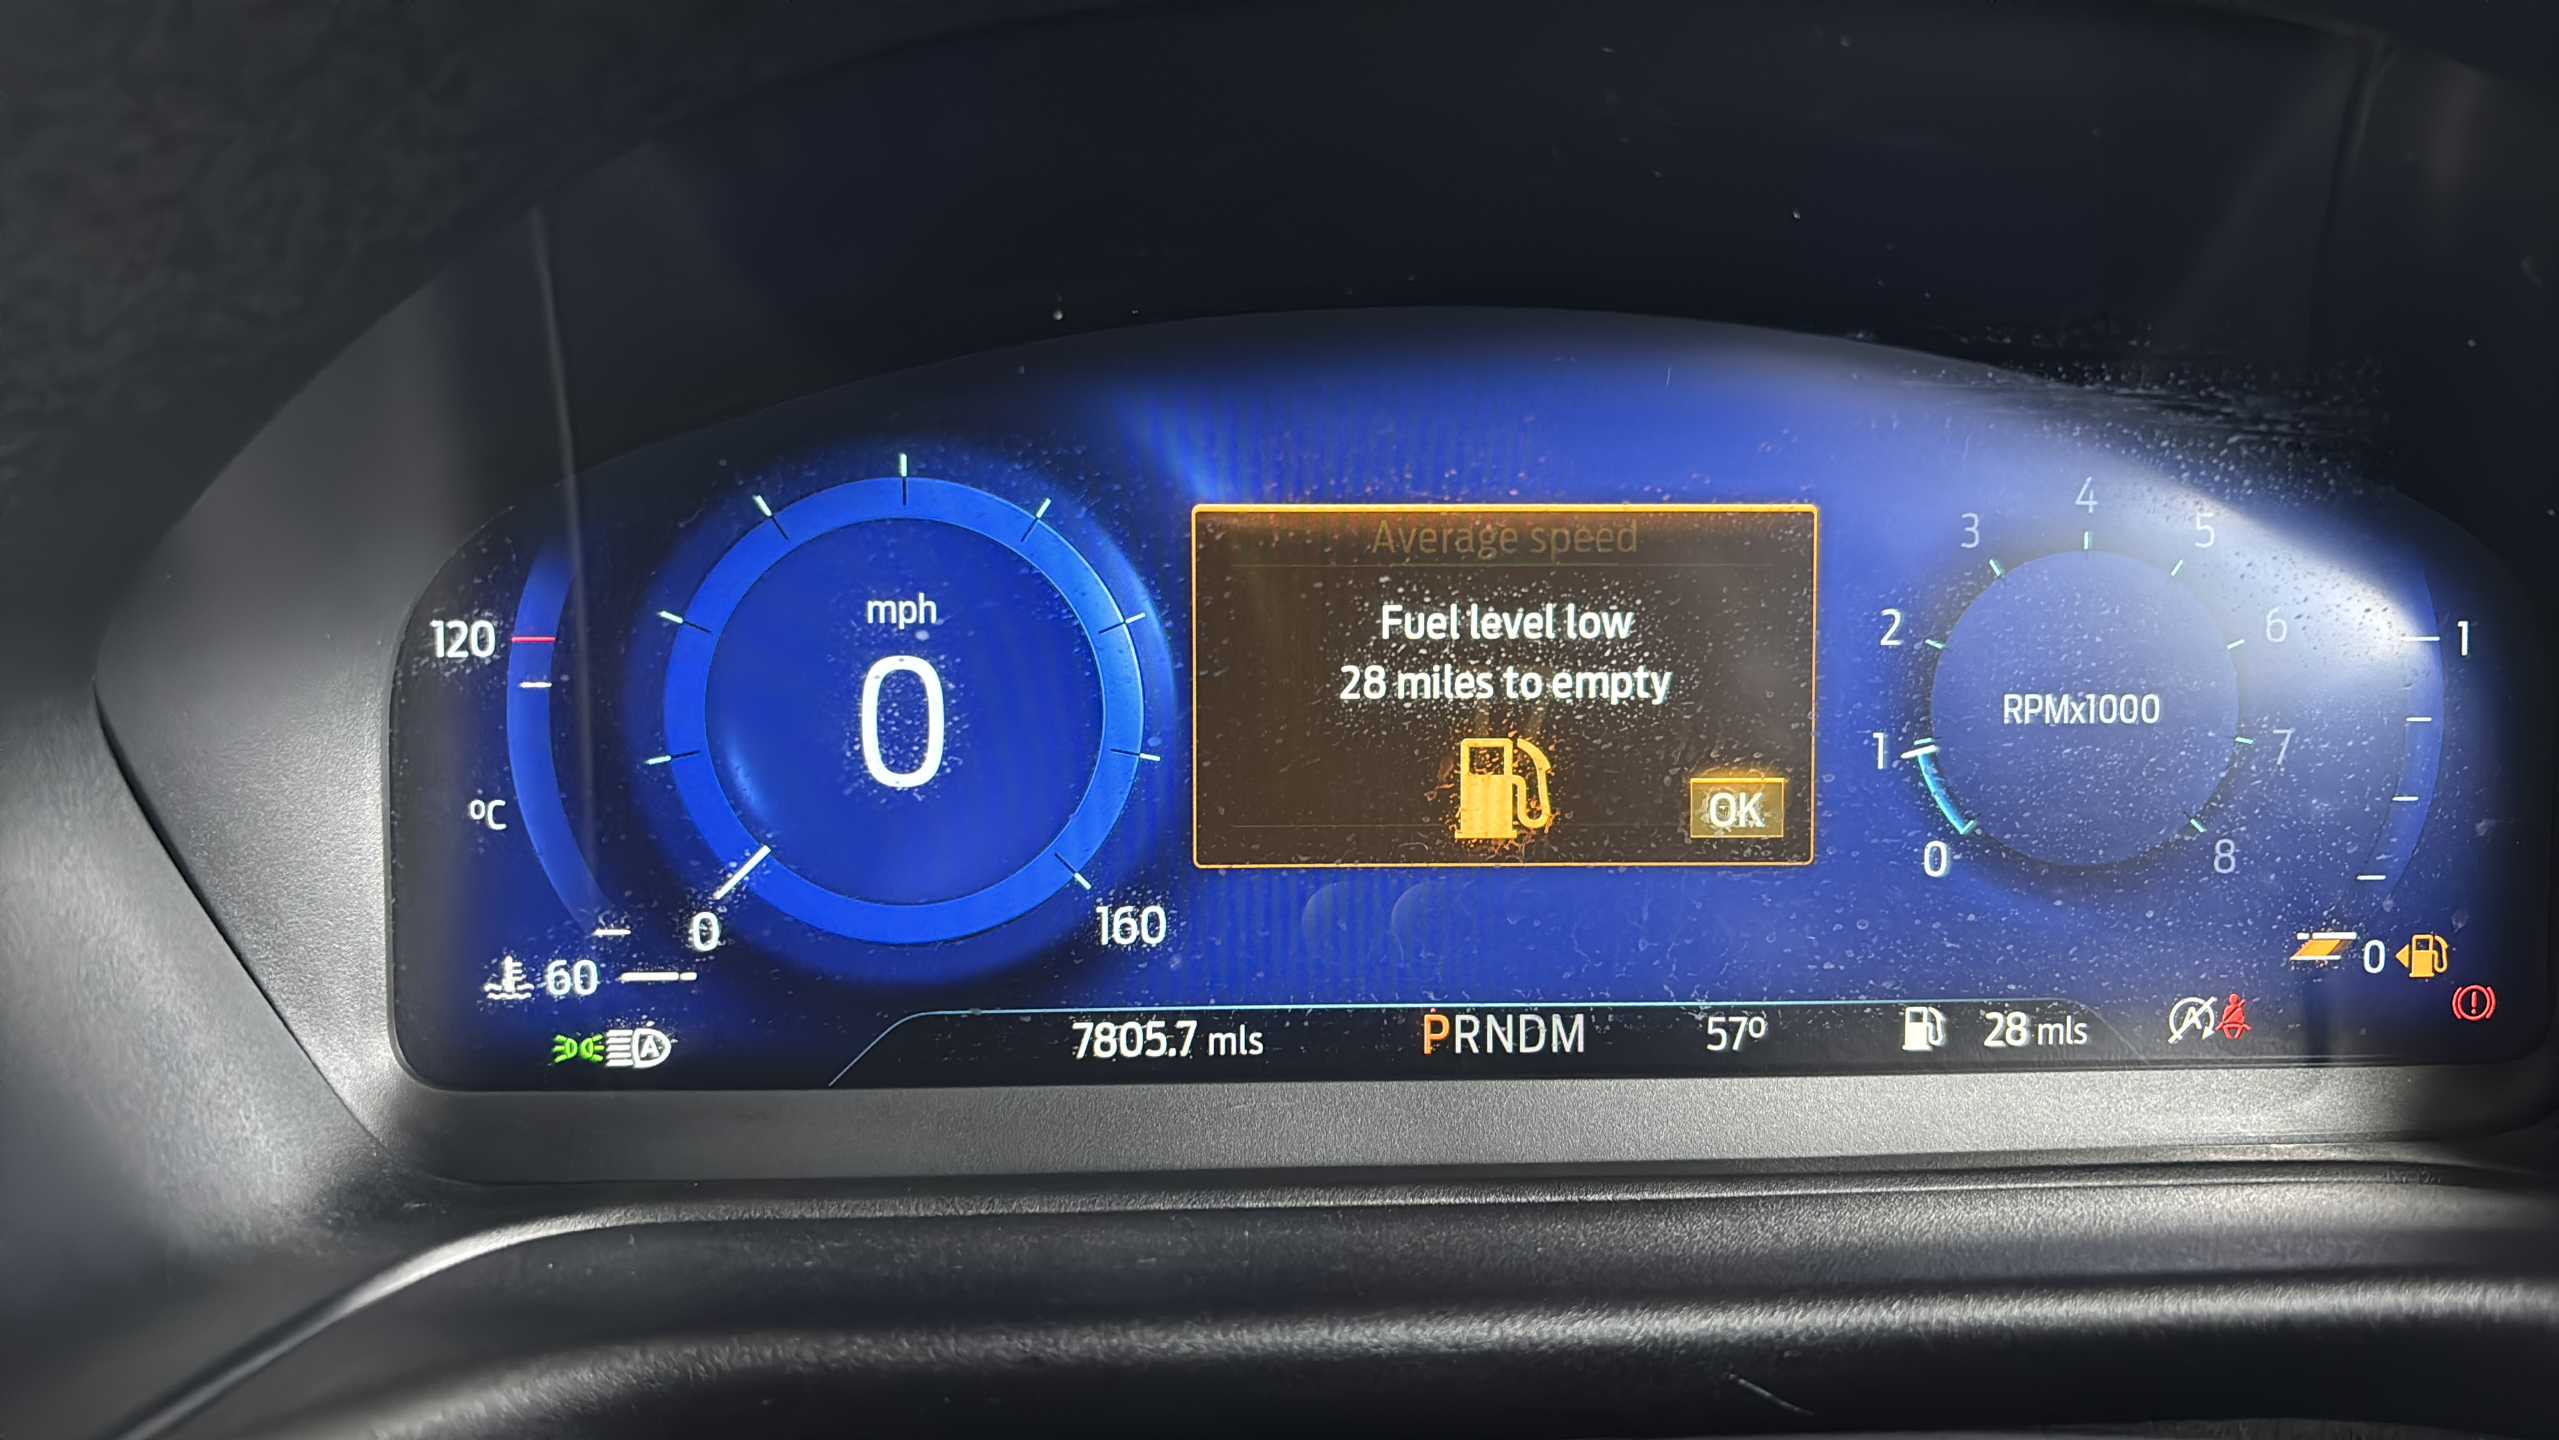 Average speed
Fuel level low
28 miles to empty
OK
mph
0
0
160
120
°C
60
RPMx1000
0
1
2
3
4
5
6
7
8
1
0
A
7805.7 mls
PRNDM
57°
28 mls
A